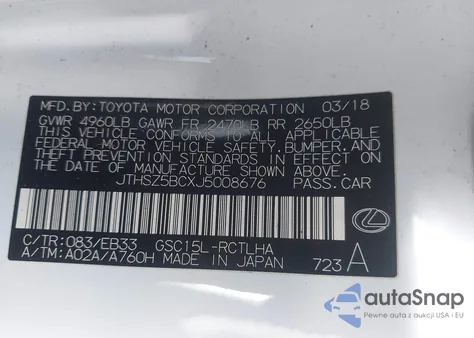 MFD.BY: TOYOTA MOTOR CORPORATION 03/18
GVWR 4960LB GAWR FR 2470LB RR 2650LB
THIS VEHICLE CONFORMS TO ALL APPLICABLE
FEDERAL MOTOR VEHICLE SAFETY, BUMPER, AND
THEFT PREVENTION STANDARDS IN EFFECT ON
THE DATE OF MANUFACTURE SHOWN ABOVE.
JTHSZ5BCXJ5008676 PASS.CAR
C/TR: 083/EB33 GSC15L-RCTLHA
A/TM: A02A/A760H MADE IN JAPAN 723 A
autoSnap
Pewne auta z USA i EU